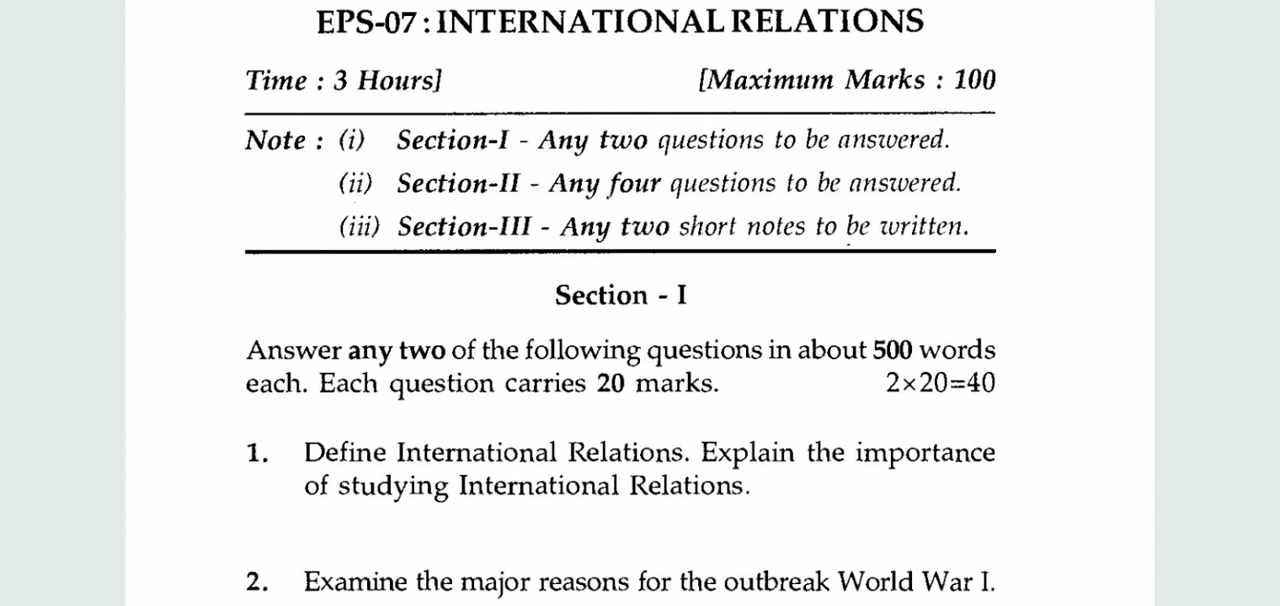 EPS-07 : INTERNATIONAL RELATIONS
Time : 3 Hours] [Maximum Marks : 100
Note : (i) Section-I - Any two questions to be answered.
(ii) Section-II - Any four questions to be answered.
(iii) Section-III - Any two short notes to be written.
Section - I
Answer any two of the following questions in about 500 words
each. Each question carries 20 marks. 2×20=40
1. Define International Relations. Explain the importance
of studying International Relations.
2. Examine the major reasons for the outbreak World War I.